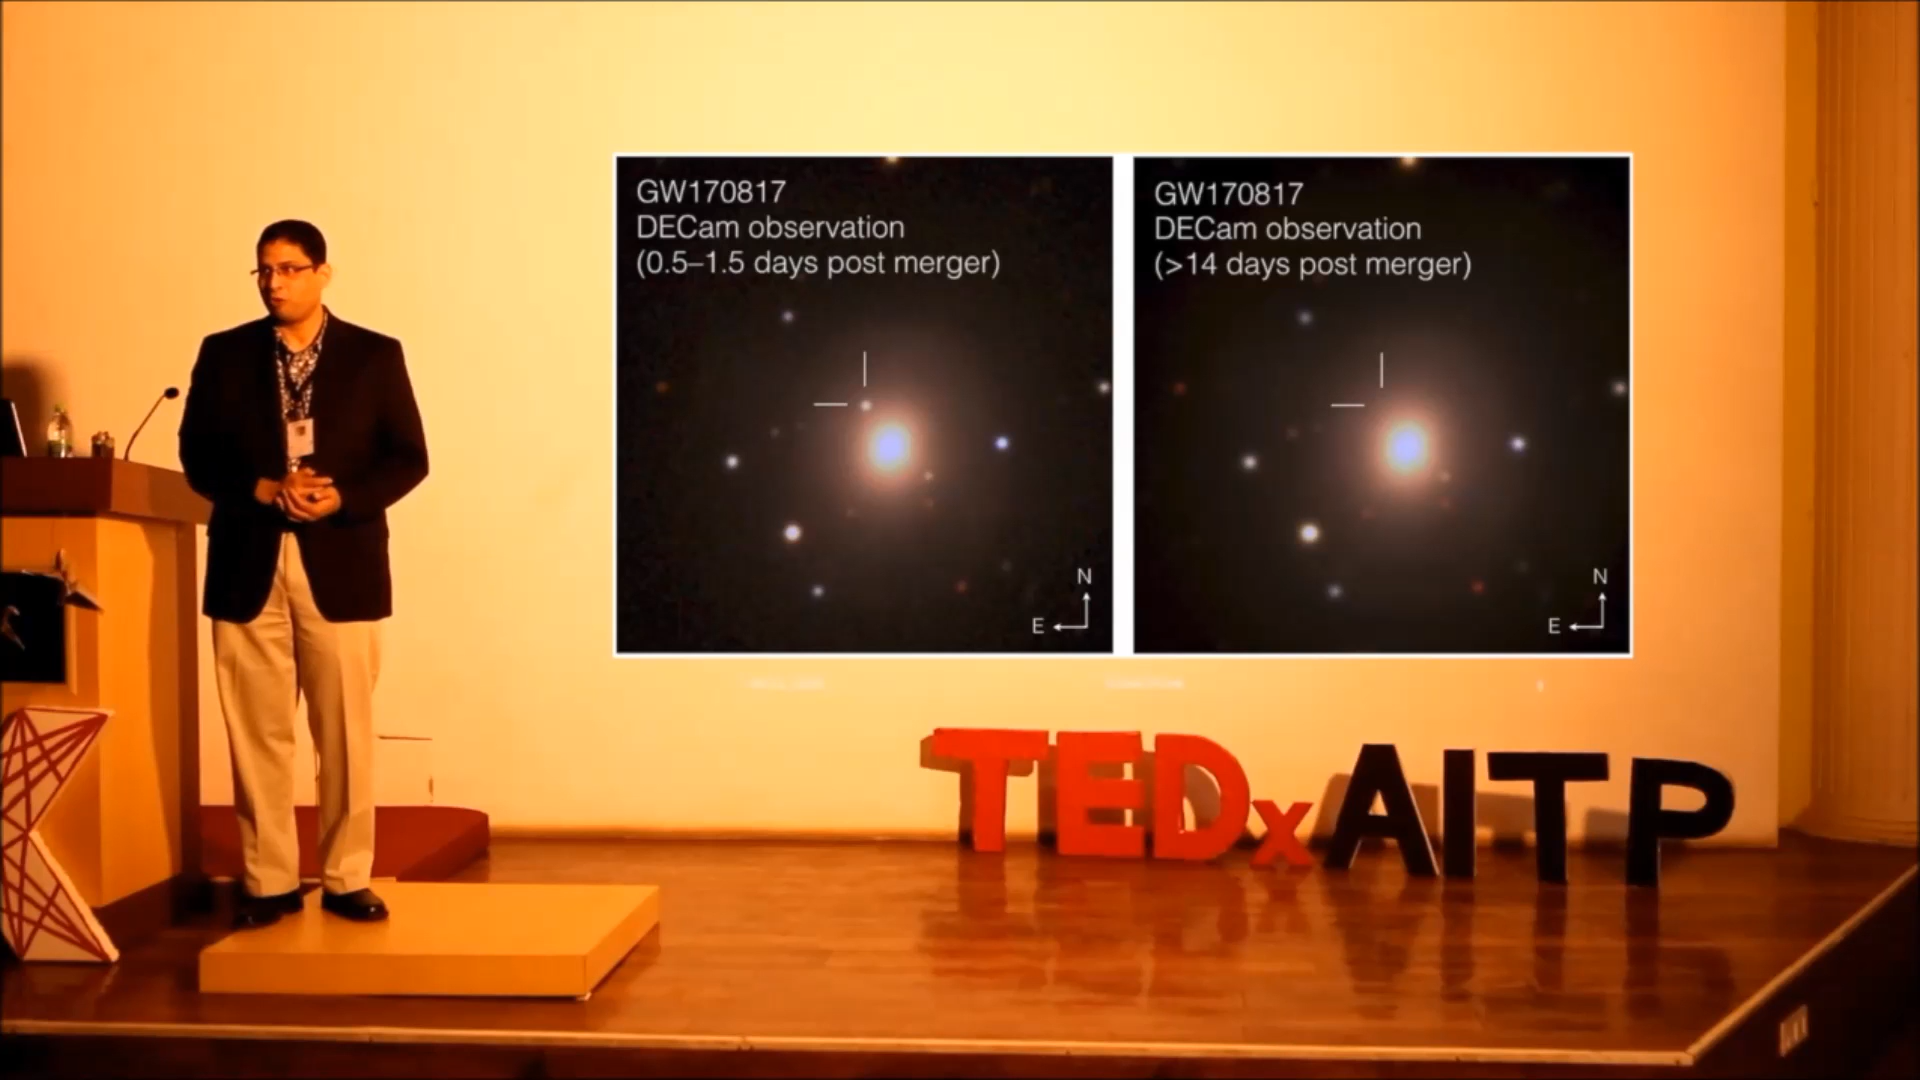 GW170817
DECam observation
(0.5–1.5 days post merger)
N
E
GW170817
DECam observation
(>14 days post merger)
N
E
TEDxAITP